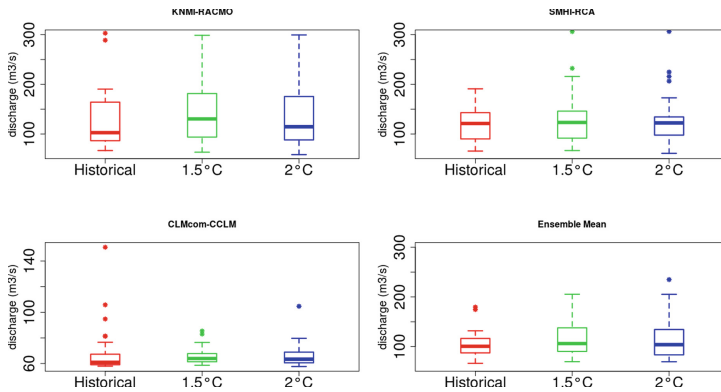 KNMI-RACMO
discharge (m3/s)
300
200
100
Historical 1.5°C 2°C
SMHI-RCA
discharge (m3/s)
300
200
100
Historical 1.5°C 2°C
CLMcom-CCLM
discharge (m3/s)
140
100
60
Historical 1.5°C 2°C
Ensemble Mean
discharge (m3/s)
300
200
100
Historical 1.5°C 2°C